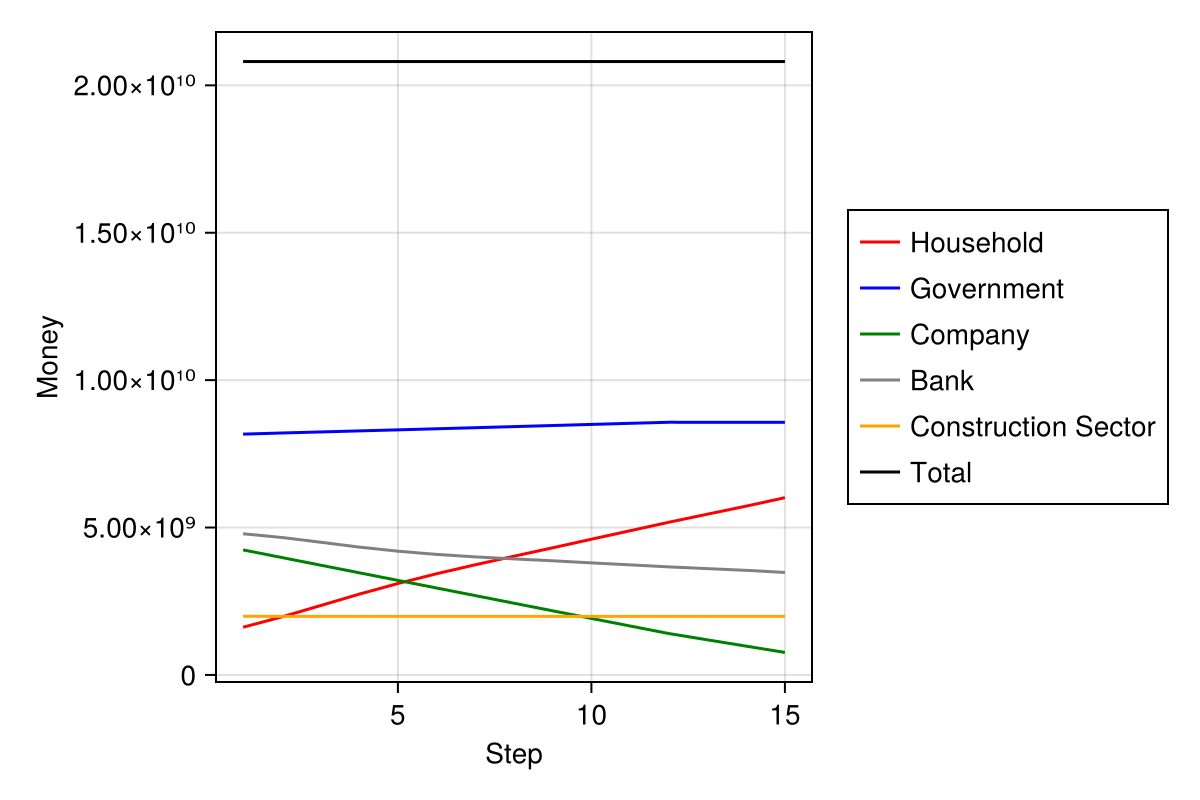 2.00×10¹⁰
1.50×10¹⁰
1.00×10¹⁰
5.00×10⁹
0
Money
5 10 15
Step
Household
Government
Company
Bank
Construction Sector
Total